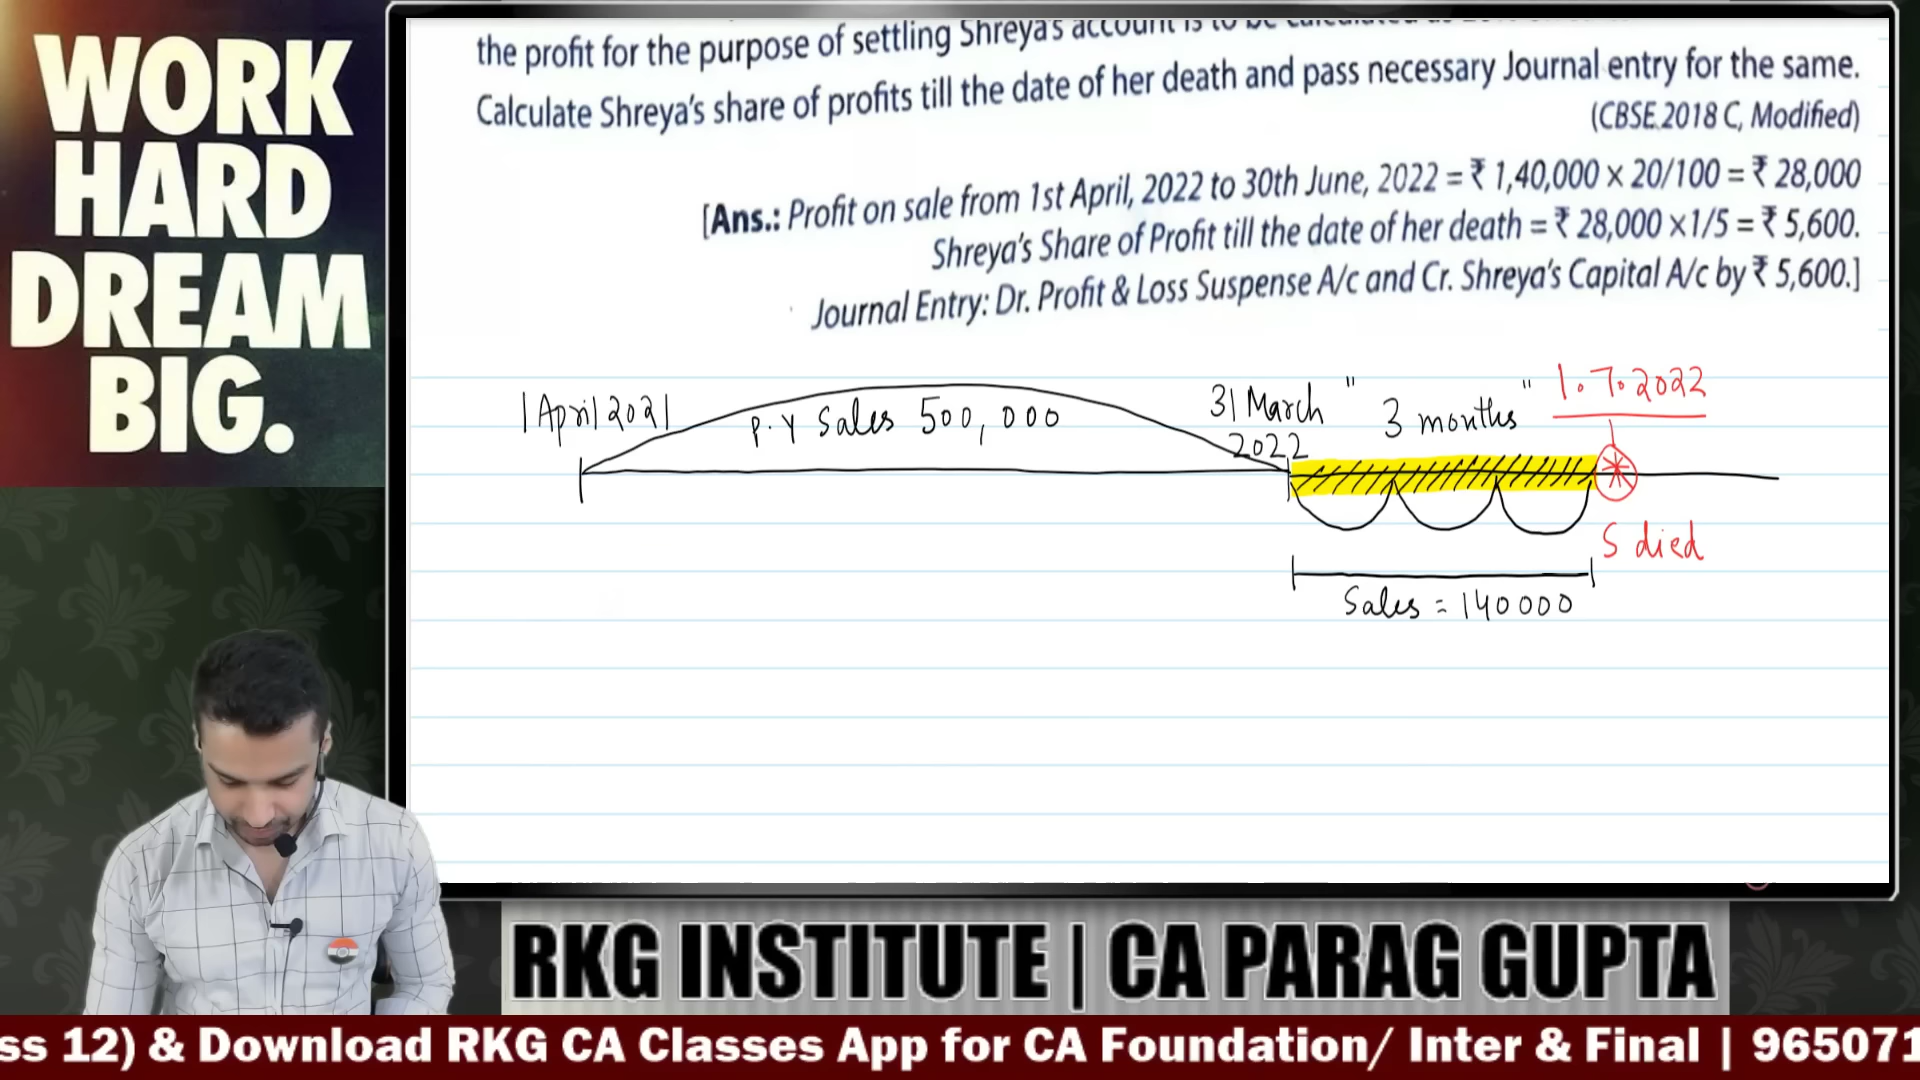 WORK
HARD
DREAM
BIG.
the profit for the purpose of settling Shreya's account is to be calculated as
Calculate Shreya's share of profits till the date of her death and pass necessary Journal entry for the same.
(CBSE 2018 C, Modified)
[Ans.: Profit on sale from 1st April, 2022 to 30th June, 2022 = ₹ 1,40,000 × 20/100 = ₹ 28,000
Shreya's Share of Profit till the date of her death = ₹ 28,000 ×1/5 = ₹ 5,600.
Journal Entry: Dr. Profit & Loss Suspense A/c and Cr. Shreya's Capital A/c by ₹ 5,600.]
1 April 2021
P.Y Sales 500,000
31 March
2022
" 3 months "
1.7.2022
S died
Sales = 140000
RKG INSTITUTE | CA PARAG GUPTA
ss 12) & Download RKG CA Classes App for CA Foundation/ Inter & Final | 965071